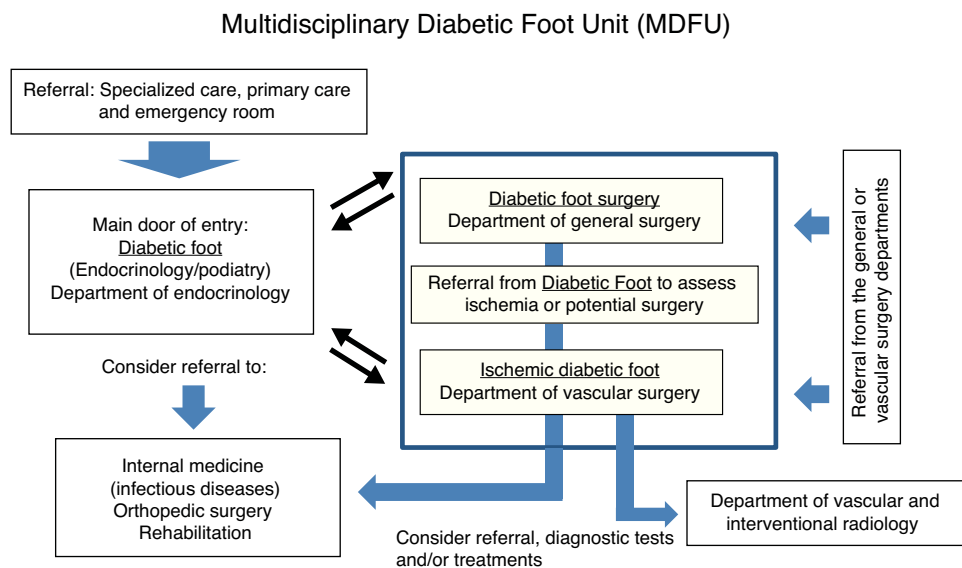 Multidisciplinary Diabetic Foot Unit (MDFU)
Referral: Specialized care, primary care
and emergency room
Main door of entry:
Diabetic foot
(Endocrinology/podiatry)
Department of endocrinology
Consider referral to:
Internal medicine
(infectious diseases)
Orthopedic surgery
Rehabilitation
Diabetic foot surgery
Department of general surgery
Referral from Diabetic Foot to assess
ischemia or potential surgery
Ischemic diabetic foot
Department of vascular surgery
Consider referral, diagnostic tests
and/or treatments
Referral from the general or
vascular surgery departments
Department of vascular and
interventional radiology